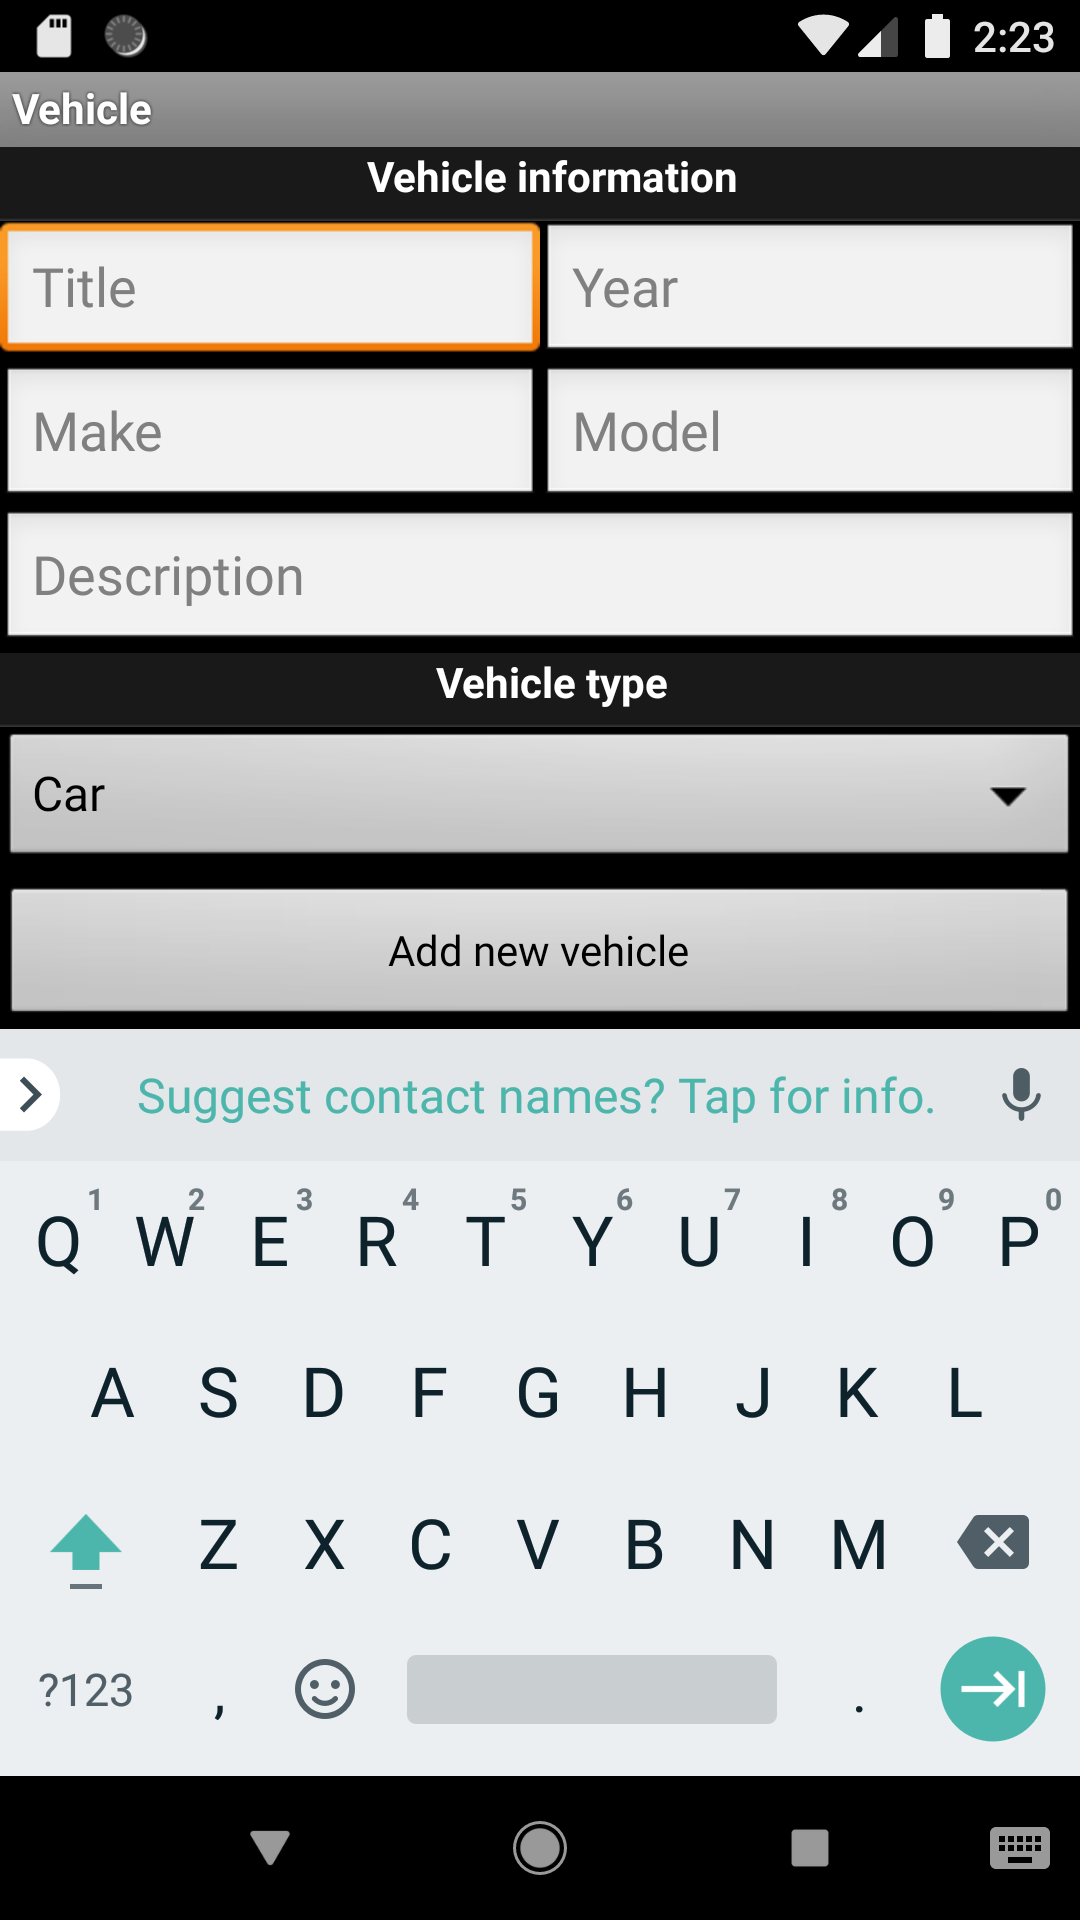 2:23
Vehicle
Vehicle information
Title Year
Make Model
Description
Vehicle type
Car
Add new vehicle
Suggest contact names? Tap for info.
1 2 3 4 5 6 7 8 9 0
Q W E R T Y U I O P
A S D F G H J K L
Z X C V B N M
?123 , .